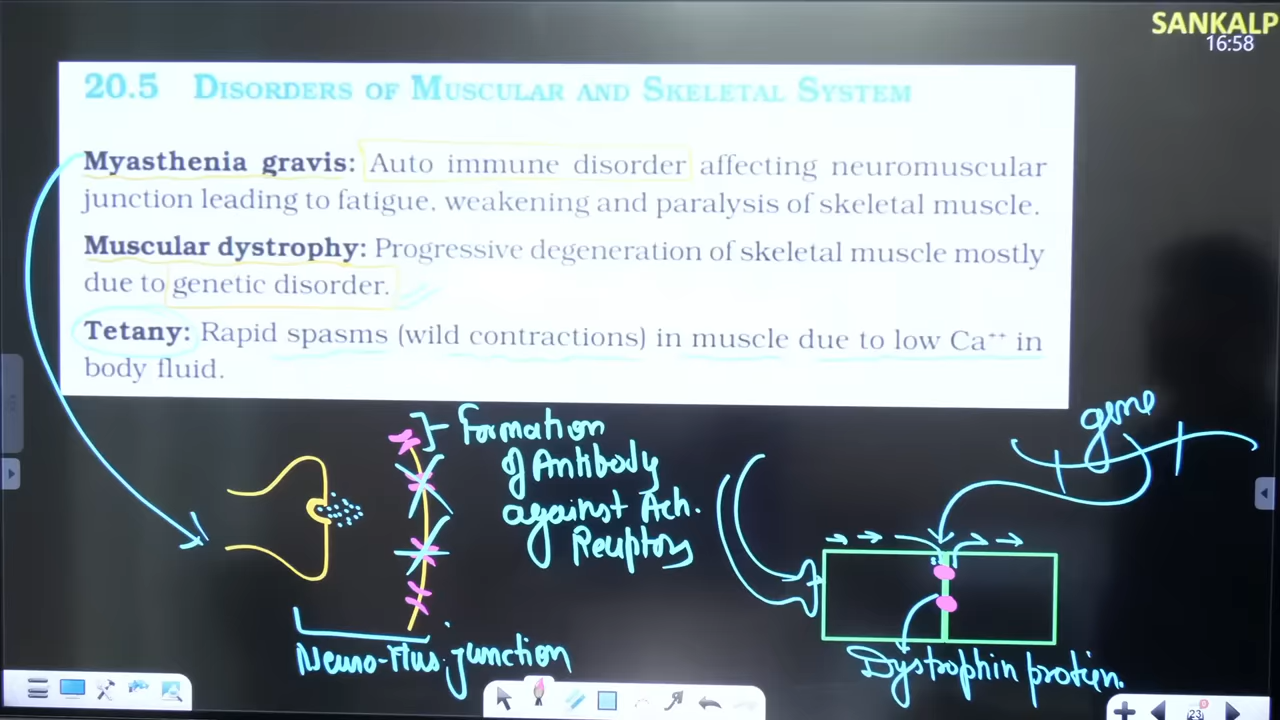 SANKALP
16:58
20.5 DISORDERS OF MUSCULAR AND SKELETAL SYSTEM
Myasthenia gravis: Auto immune disorder affecting neuromuscular
junction leading to fatigue, weakening and paralysis of skeletal muscle.
Muscular dystrophy: Progressive degeneration of skeletal muscle mostly
due to genetic disorder.
Tetany: Rapid spasms (wild contractions) in muscle due to low Ca⁺⁺ in
body fluid.
gene
Formation
of Antibody
against Ach.
Receptors
Neuro-Mus. junction
Dystrophin protien.
23